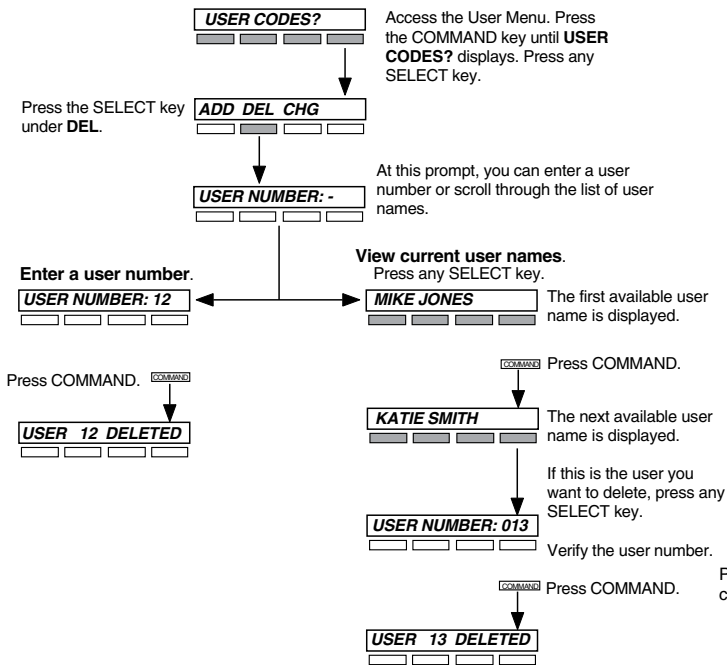 USER CODES?
Access the User Menu. Press
the COMMAND key until USER
CODES? displays. Press any
SELECT key.
Press the SELECT key
under DEL.
ADD DEL CHG
At this prompt, you can enter a user
number or scroll through the list of user
names.
USER NUMBER: -
Enter a user number.
USER NUMBER: 12
View current user names.
Press any SELECT key.
MIKE JONES
The first available user
name is displayed.
Press COMMAND.
COMMAND
USER 12 DELETED
COMMAND
Press COMMAND.
KATIE SMITH
The next available user
name is displayed.
If this is the user you
want to delete, press any
SELECT key.
USER NUMBER: 013
Verify the user number.
COMMAND
Press COMMAND.
USER 13 DELETED